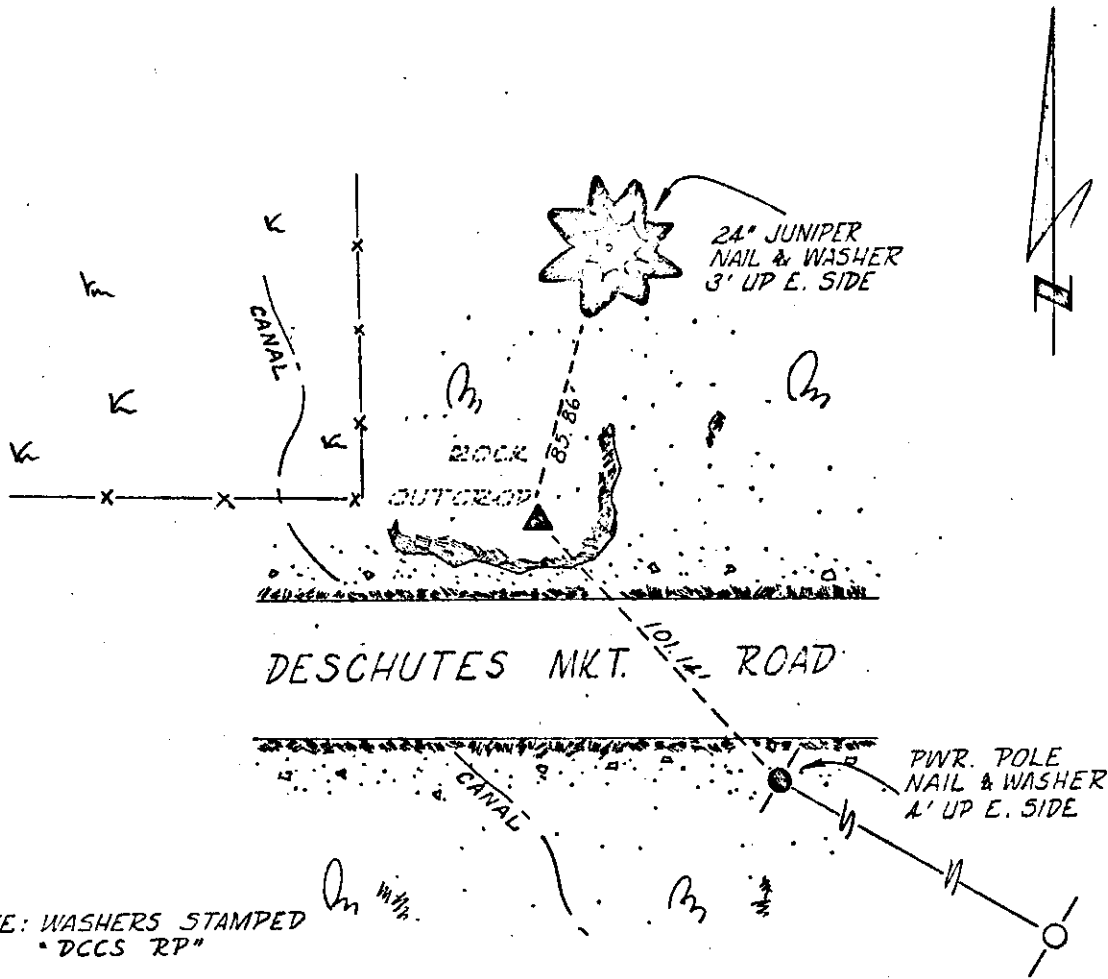 24" JUNIPER
NAIL & WASHER
3' UP E. SIDE
CANAL
85.86'
ROCK
OUTCROP
101.14'
DESCHUTES MKT. ROAD
PWR. POLE
NAIL & WASHER
4' UP E. SIDE
CANAL
E: WASHERS STAMPED
"DCCS RP"
N